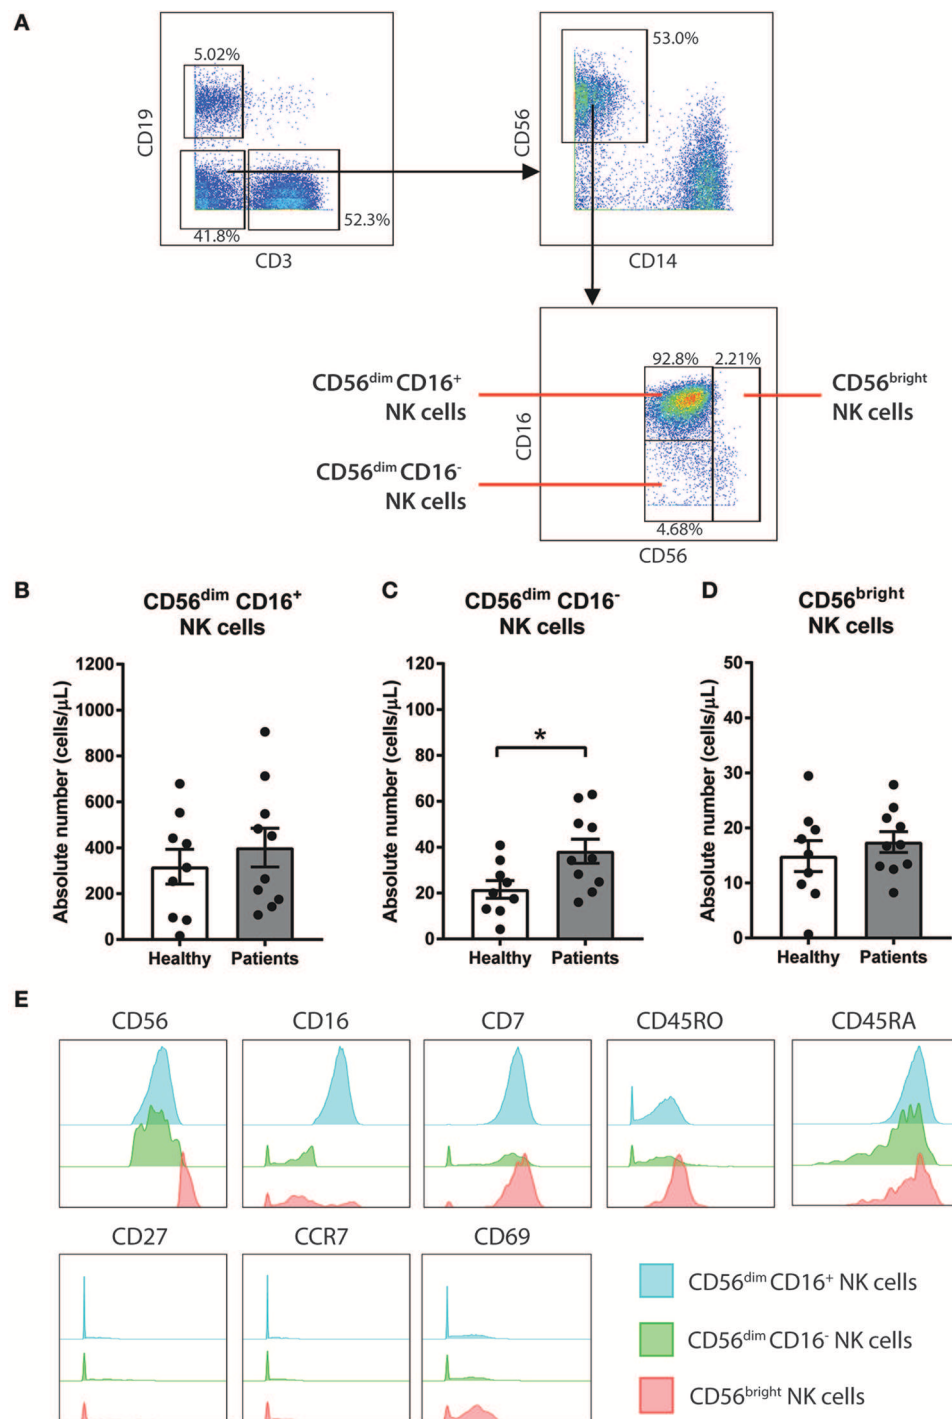 A
5.02%
CD19
41.8%
52.3%
CD3
53.0%
CD56
CD14
CD56dim CD16+
NK cells
CD56dim CD16-
NK cells
92.8%
2.21%
CD16
4.68%
CD56
CD56bright
NK cells
B
CD56dim CD16+
NK cells
Absolute number (cells/μL)
1200
1000
800
600
400
200
0
Healthy
Patients
C
CD56dim CD16-
NK cells
Absolute number (cells/μL)
120
100
80
60
40
20
0
*
Healthy
Patients
D
CD56bright
NK cells
Absolute number (cells/μL)
50
40
30
20
10
0
Healthy
Patients
E
CD56
CD16
CD7
CD45RO
CD45RA
CD27
CCR7
CD69
CD56dim CD16+ NK cells
CD56dim CD16- NK cells
CD56bright NK cells